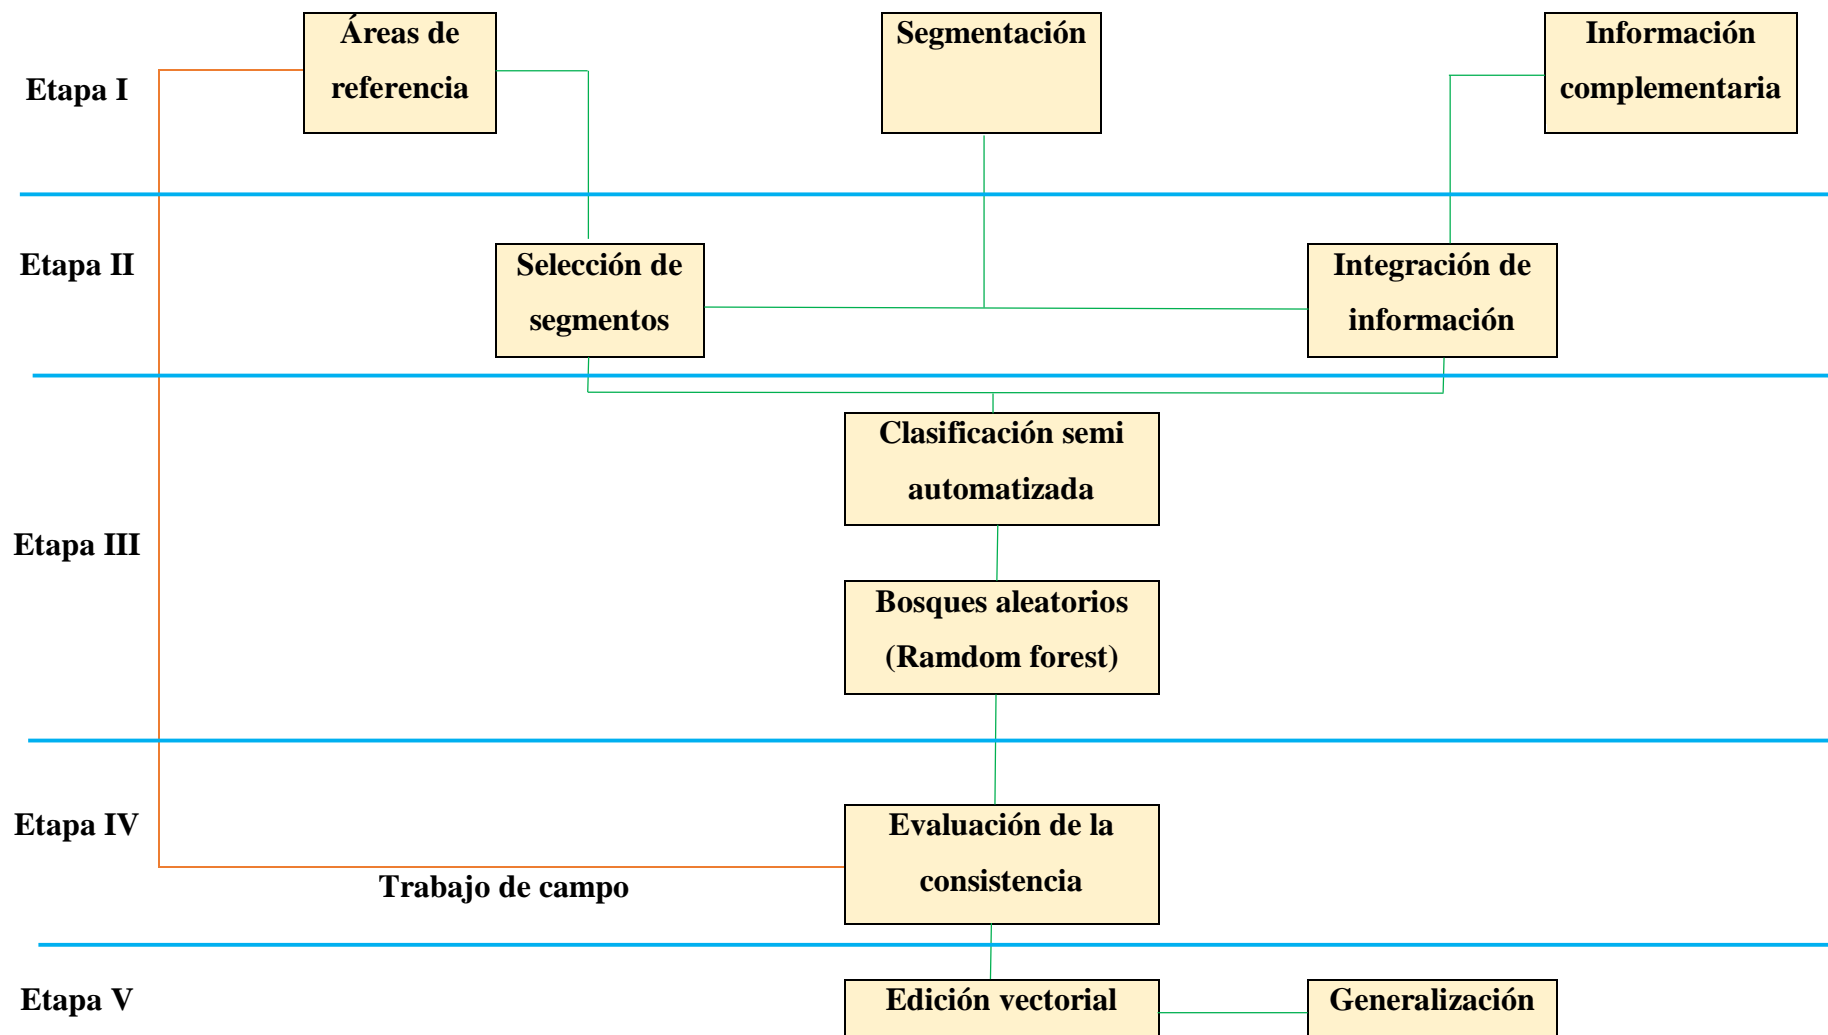 Áreas de
referencia
Segmentación
Información
complementaria
Etapa I
Etapa II
Selección de
segmentos
Integración de
información
Clasificación semi
automatizada
Etapa III
Bosques aleatorios
(Ramdom forest)
Etapa IV
Evaluación de la
consistencia
Trabajo de campo
Etapa V
Edición vectorial
Generalización